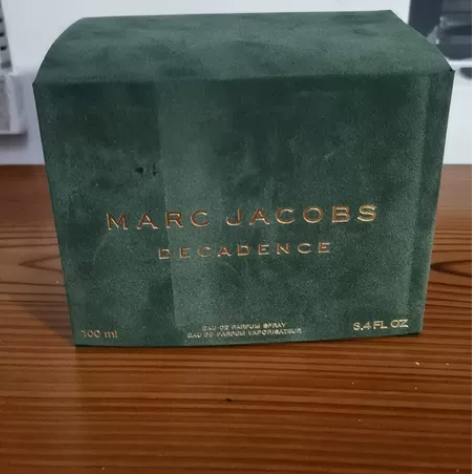 MARC JACOBS
DECADENCE
100 ml
EAU DE PARFUM SPRAY
EAU DE PARFUM VAPORISATEUR
3.4 FL OZ